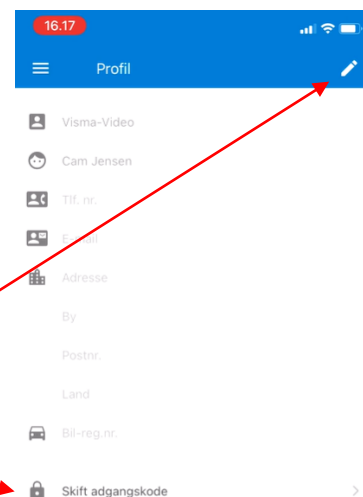 16.17
Profil
Visma-Video
Cam Jensen
Tlf. nr.
E-mail
Adresse
By
Postnr.
Land
Bil-reg.nr.
Skift adgangskode